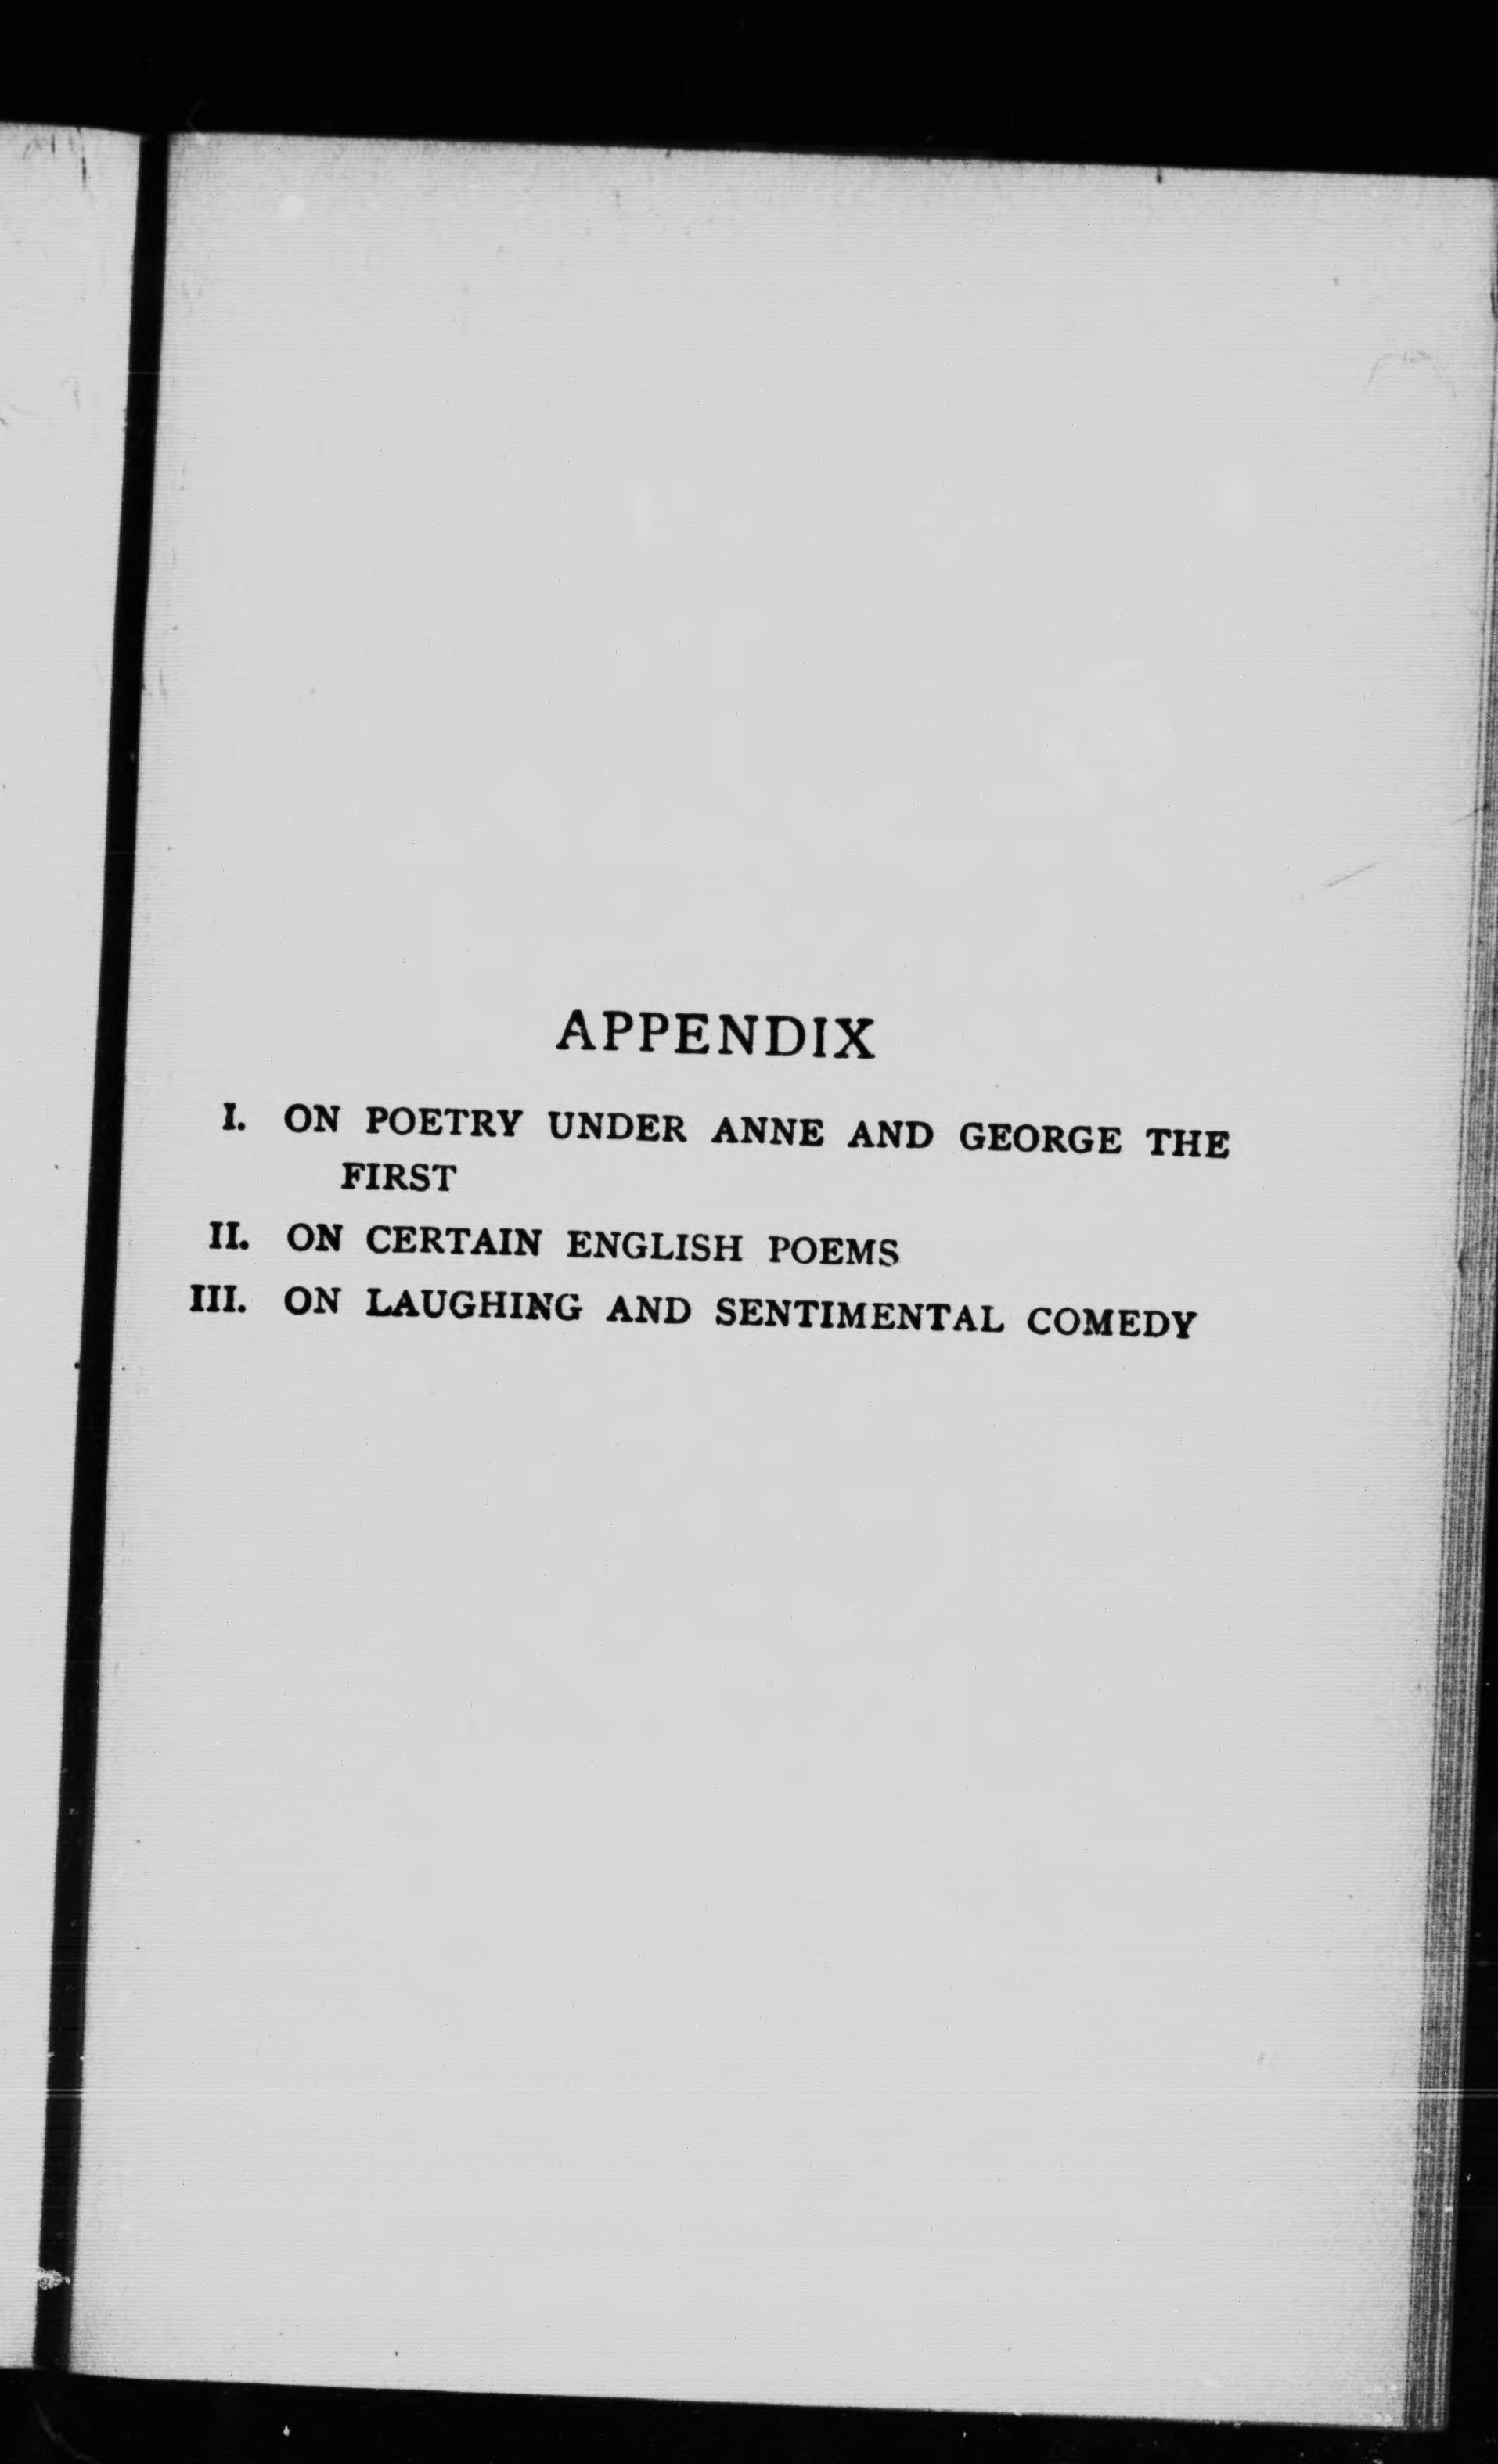 APPENDIX
I. ON POETRY UNDER ANNE AND GEORGE THE
FIRST
II. ON CERTAIN ENGLISH POEMS
III. ON LAUGHING AND SENTIMENTAL COMEDY